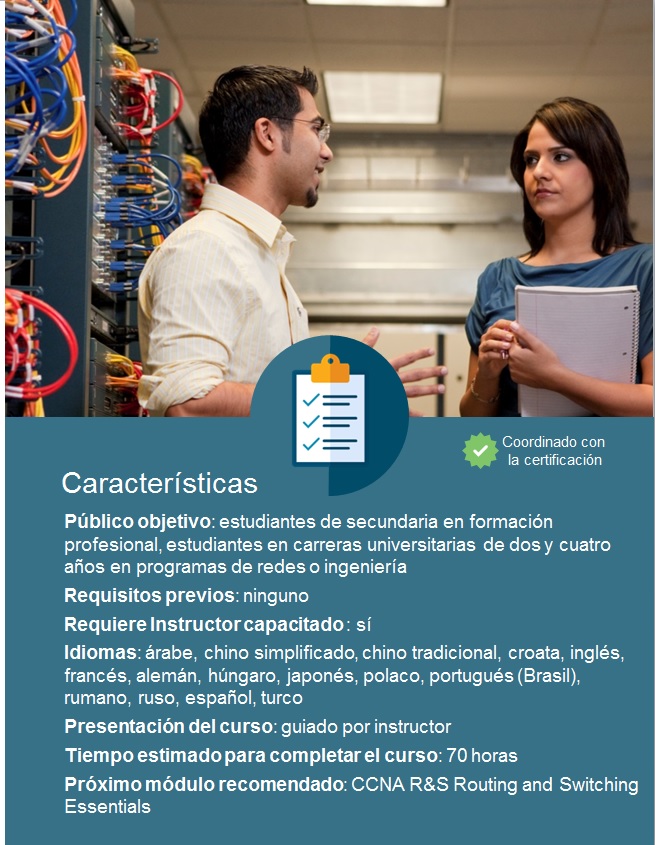 Coordinado con
la certificación
Características
Público objetivo: estudiantes de secundaria en formación
profesional, estudiantes en carreras universitarias de dos y cuatro
años en programas de redes o ingeniería
Requisitos previos: ninguno
Requiere Instructor capacitado: sí
Idiomas: árabe, chino simplificado, chino tradicional, croata, inglés,
francés, alemán, húngaro, japonés, polaco, portugués (Brasil),
rumano, ruso, español, turco
Presentación del curso: guiado por instructor
Tiempo estimado para completar el curso: 70 horas
Próximo módulo recomendado: CCNA R&S Routing and Switching
Essentials